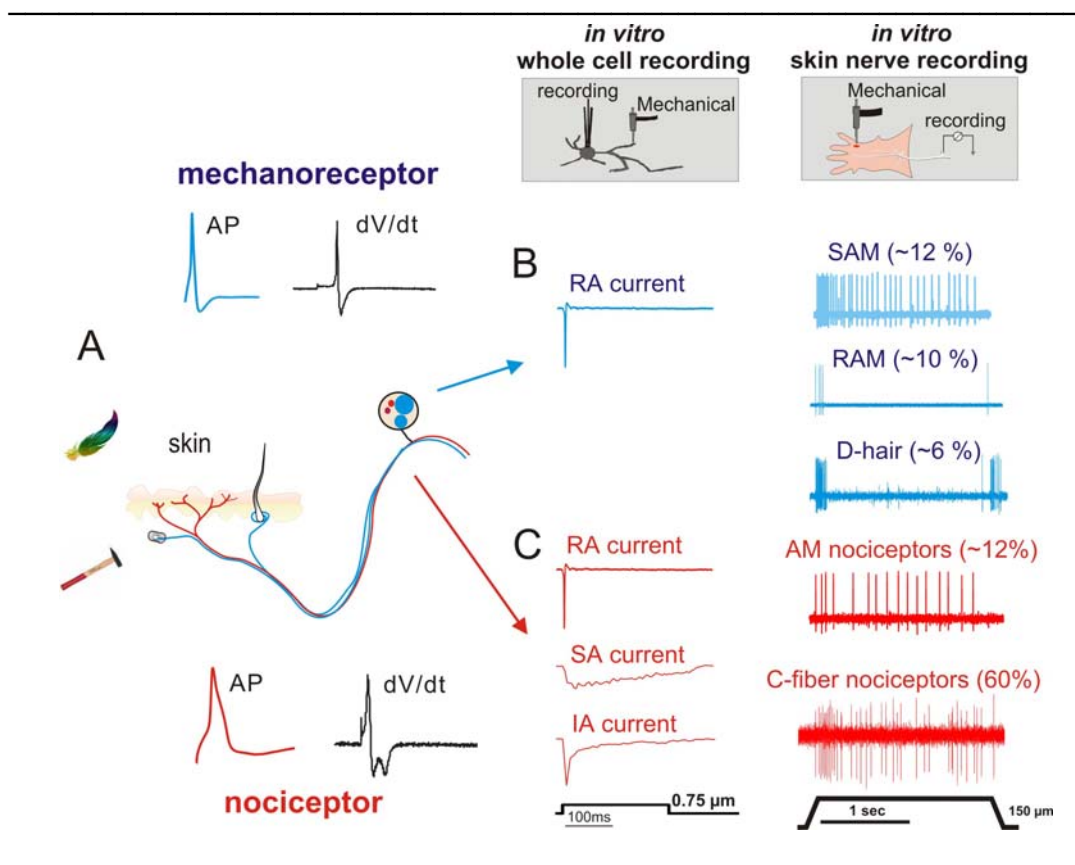 in vitro
whole cell recording
recording
Mechanical
in vitro
skin nerve recording
Mechanical
recording
mechanoreceptor
AP
dV/dt
A
skin
B
RA current
SAM (~12 %)
RAM (~10 %)
D-hair (~6 %)
C
RA current
SA current
IA current
0.75 µm
100ms
AM nociceptors (~12%)
C-fiber nociceptors (60%)
1 sec
150 µm
AP
dV/dt
nociceptor